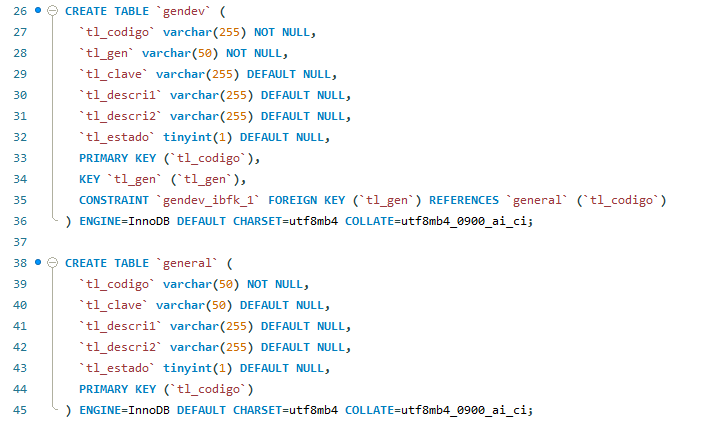 26 CREATE TABLE `gendev` (
27 `tl_codigo` varchar(255) NOT NULL,
28 `tl_gen` varchar(50) NOT NULL,
29 `tl_clave` varchar(255) DEFAULT NULL,
30 `tl_descri1` varchar(255) DEFAULT NULL,
31 `tl_descri2` varchar(255) DEFAULT NULL,
32 `tl_estado` tinyint(1) DEFAULT NULL,
33 PRIMARY KEY (`tl_codigo`),
34 KEY `tl_gen` (`tl_gen`),
35 CONSTRAINT `gendev_ibfk_1` FOREIGN KEY (`tl_gen`) REFERENCES `general` (`tl_codigo`)
36 ) ENGINE=InnoDB DEFAULT CHARSET=utf8mb4 COLLATE=utf8mb4_0900_ai_ci;
37
38 CREATE TABLE `general` (
39 `tl_codigo` varchar(50) NOT NULL,
40 `tl_clave` varchar(50) DEFAULT NULL,
41 `tl_descri1` varchar(255) DEFAULT NULL,
42 `tl_descri2` varchar(255) DEFAULT NULL,
43 `tl_estado` tinyint(1) DEFAULT NULL,
44 PRIMARY KEY (`tl_codigo`)
45 ) ENGINE=InnoDB DEFAULT CHARSET=utf8mb4 COLLATE=utf8mb4_0900_ai_ci;